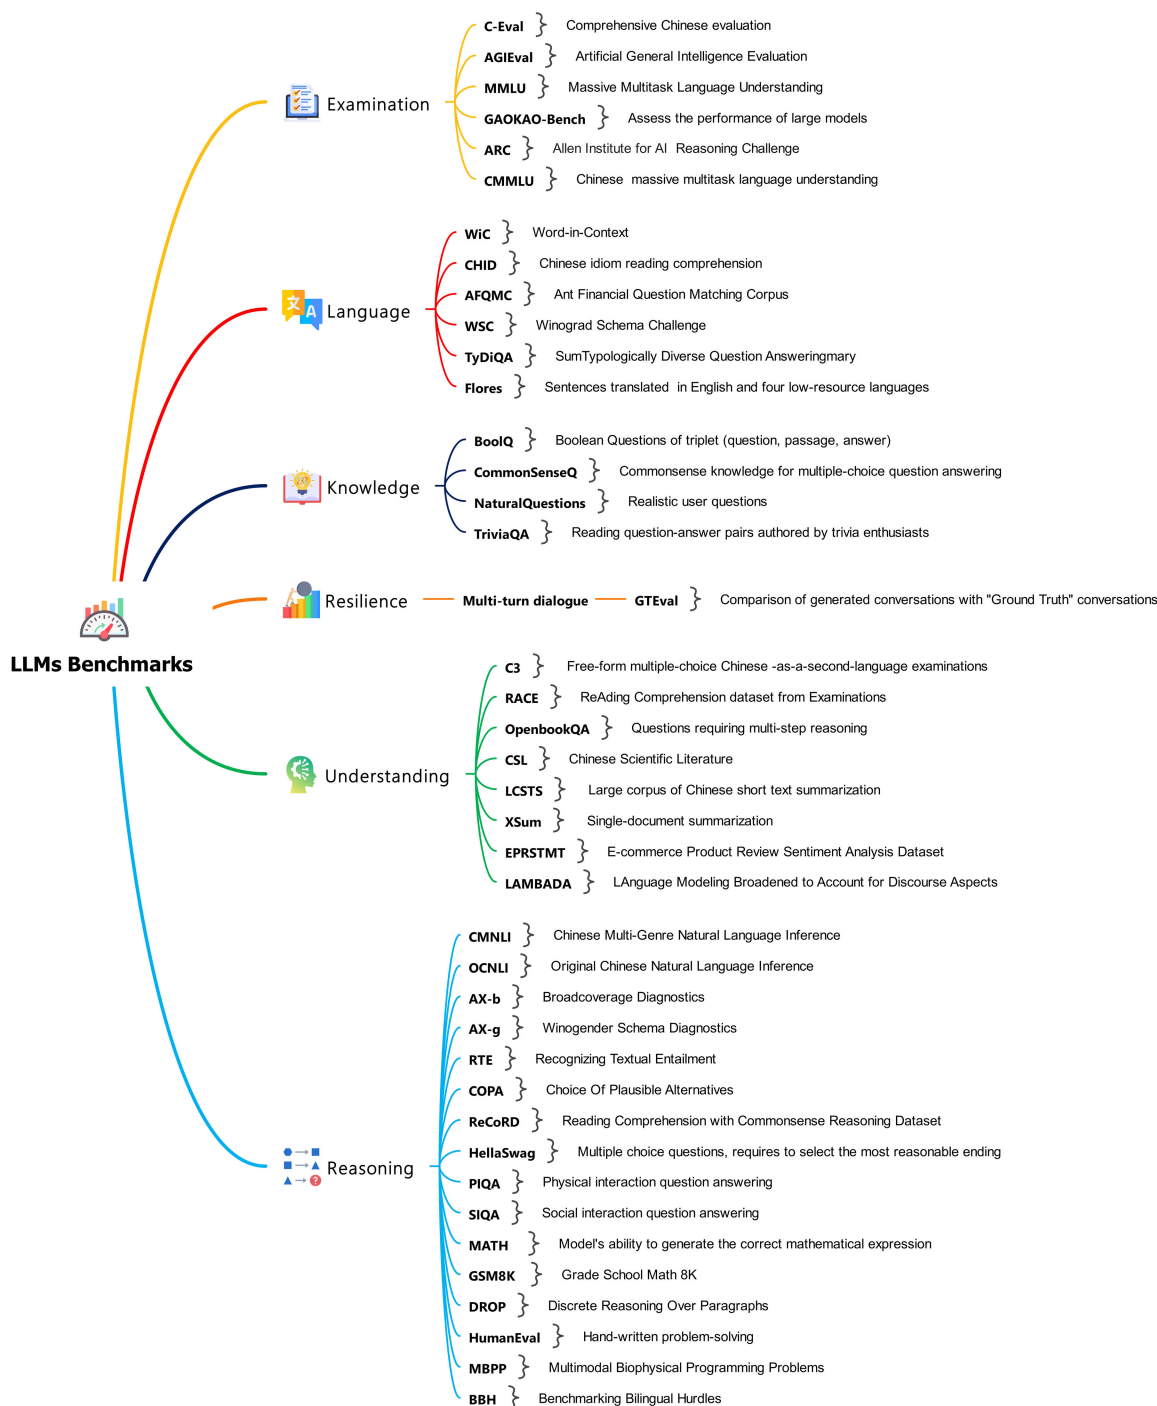 LLMs Benchmarks
Examination
C-Eval Comprehensive Chinese evaluation
AGIEval Artificial General Intelligence Evaluation
MMLU Massive Multitask Language Understanding
GAOKAO-Bench Assess the performance of large models
ARC Allen Institute for AI Reasoning Challenge
CMMLU Chinese massive multitask language understanding
Language
WiC Word-in-Context
CHID Chinese idiom reading comprehension
AFQMC Ant Financial Question Matching Corpus
WSC Winograd Schema Challenge
TyDiQA SumTypologically Diverse Question Answeringmary
Flores Sentences translated in English and four low-resource languages
Knowledge
BoolQ Boolean Questions of triplet (question, passage, answer)
CommonSenseQ Commonsense knowledge for multiple-choice question answering
NaturalQuestions Realistic user questions
TriviaQA Reading question-answer pairs authored by trivia enthusiasts
Resilience
Multi-turn dialogue
GTEval Comparison of generated conversations with "Ground Truth" conversations
Understanding
C3 Free-form multiple-choice Chinese -as-a-second-language examinations
RACE ReAding Comprehension dataset from Examinations
OpenbookQA Questions requiring multi-step reasoning
CSL Chinese Scientific Literature
LCSTS Large corpus of Chinese short text summarization
XSum Single-document summarization
EPRSTMT E-commerce Product Review Sentiment Analysis Dataset
LAMBADA LAnguage Modeling Broadened to Account for Discourse Aspects
Reasoning
CMNLI Chinese Multi-Genre Natural Language Inference
OCNLI Original Chinese Natural Language Inference
AX-b Broadcoverage Diagnostics
AX-g Winogender Schema Diagnostics
RTE Recognizing Textual Entailment
COPA Choice Of Plausible Alternatives
ReCoRD Reading Comprehension with Commonsense Reasoning Dataset
HellaSwag Multiple choice questions, requires to select the most reasonable ending
PIQA Physical interaction question answering
SIQA Social interaction question answering
MATH Model's ability to generate the correct mathematical expression
GSM8K Grade School Math 8K
DROP Discrete Reasoning Over Paragraphs
HumanEval Hand-written problem-solving
MBPP Multimodal Biophysical Programming Problems
BBH Benchmarking Bilingual Hurdles
文
A
?